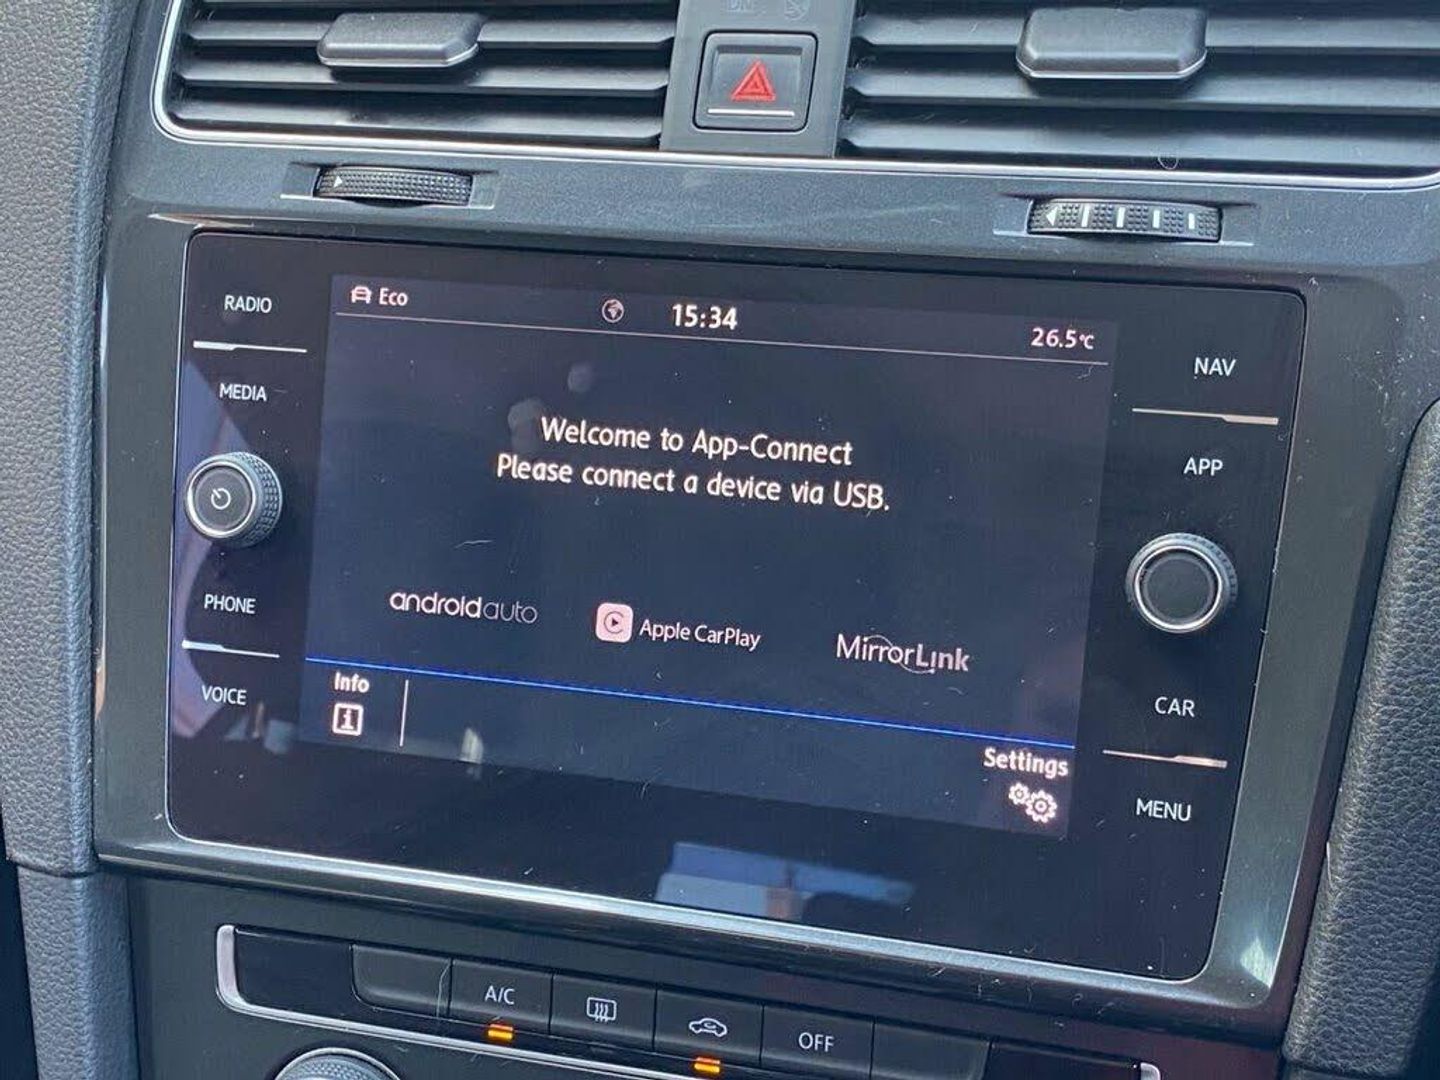 RADIO
MEDIA
PHONE
VOICE
Eco
15:34
26.5°C
Welcome to App-Connect
Please connect a device via USB.
androidauto
Apple CarPlay
MirrorLink
Info
i
Settings
NAV
APP
CAR
MENU
A/C
OFF